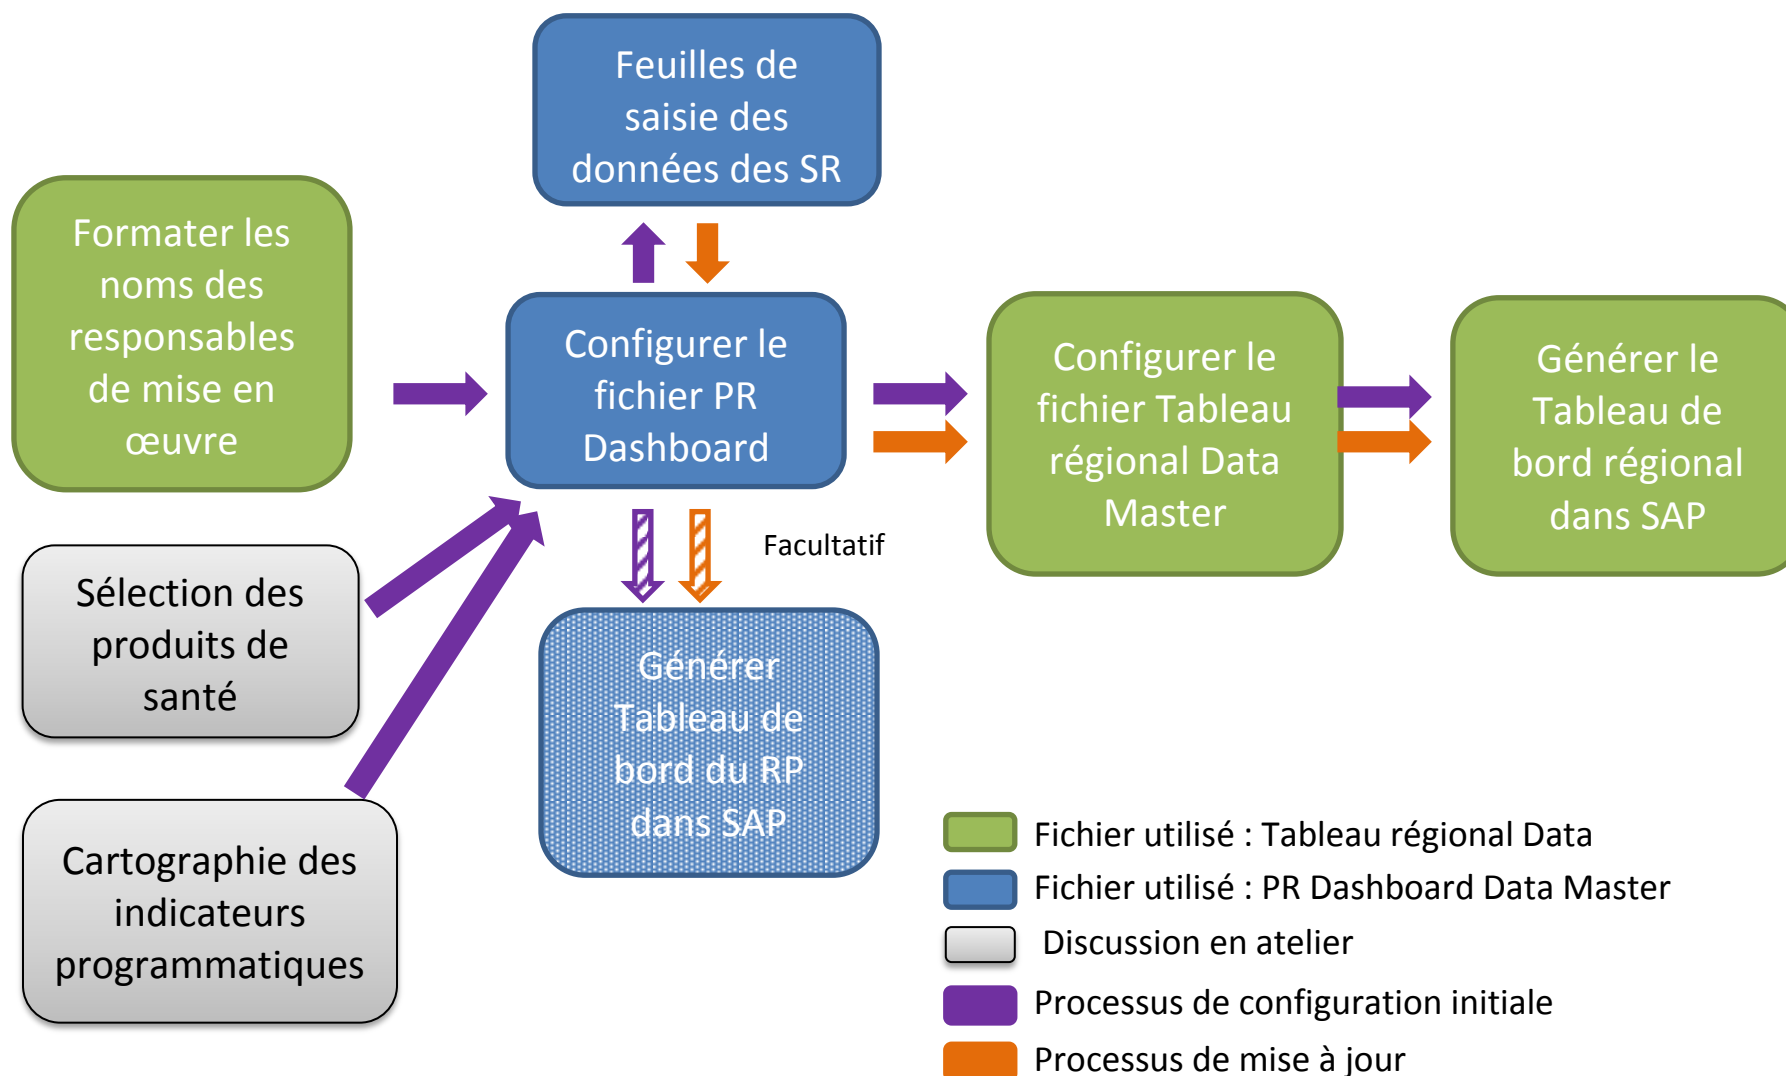 Feuilles de
saisie des
données des SR
Formater les
noms des
responsables
de mise en
œuvre
Configurer le
fichier PR
Dashboard
Configurer le
fichier Tableau
régional Data
Master
Générer le
Tableau de
bord régional
dans SAP
Facultatif
Sélection des
produits de
santé
Générer
Tableau de
bord du RP
dans SAP
Cartographie des
indicateurs
programmatiques
Fichier utilisé : Tableau régional Data
Fichier utilisé : PR Dashboard Data Master
Discussion en atelier
Processus de configuration initiale
Processus de mise à jour